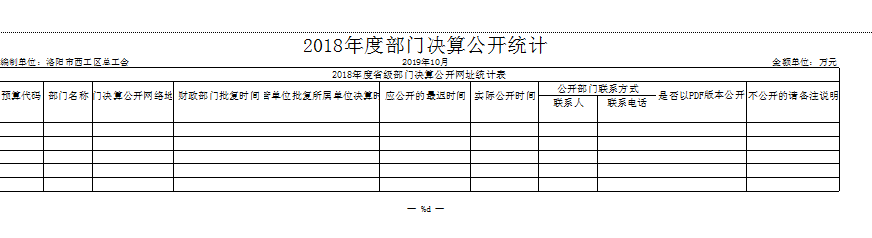 2018年度部门决算公开统计
编制单位：洛阳市西工区总工会 2019年10月 金额单位：万元
2018年度省级部门决算公开网址统计表
预算代码 部门名称 门决算公开网络地 财政部门批复时间 管单位批复所属单位决算时 应公开的最迟时间 实际公开时间 公开部门联系方式 是否以PDF版本公开 不公开的请备注说明
联系人 联系电话
— %d —